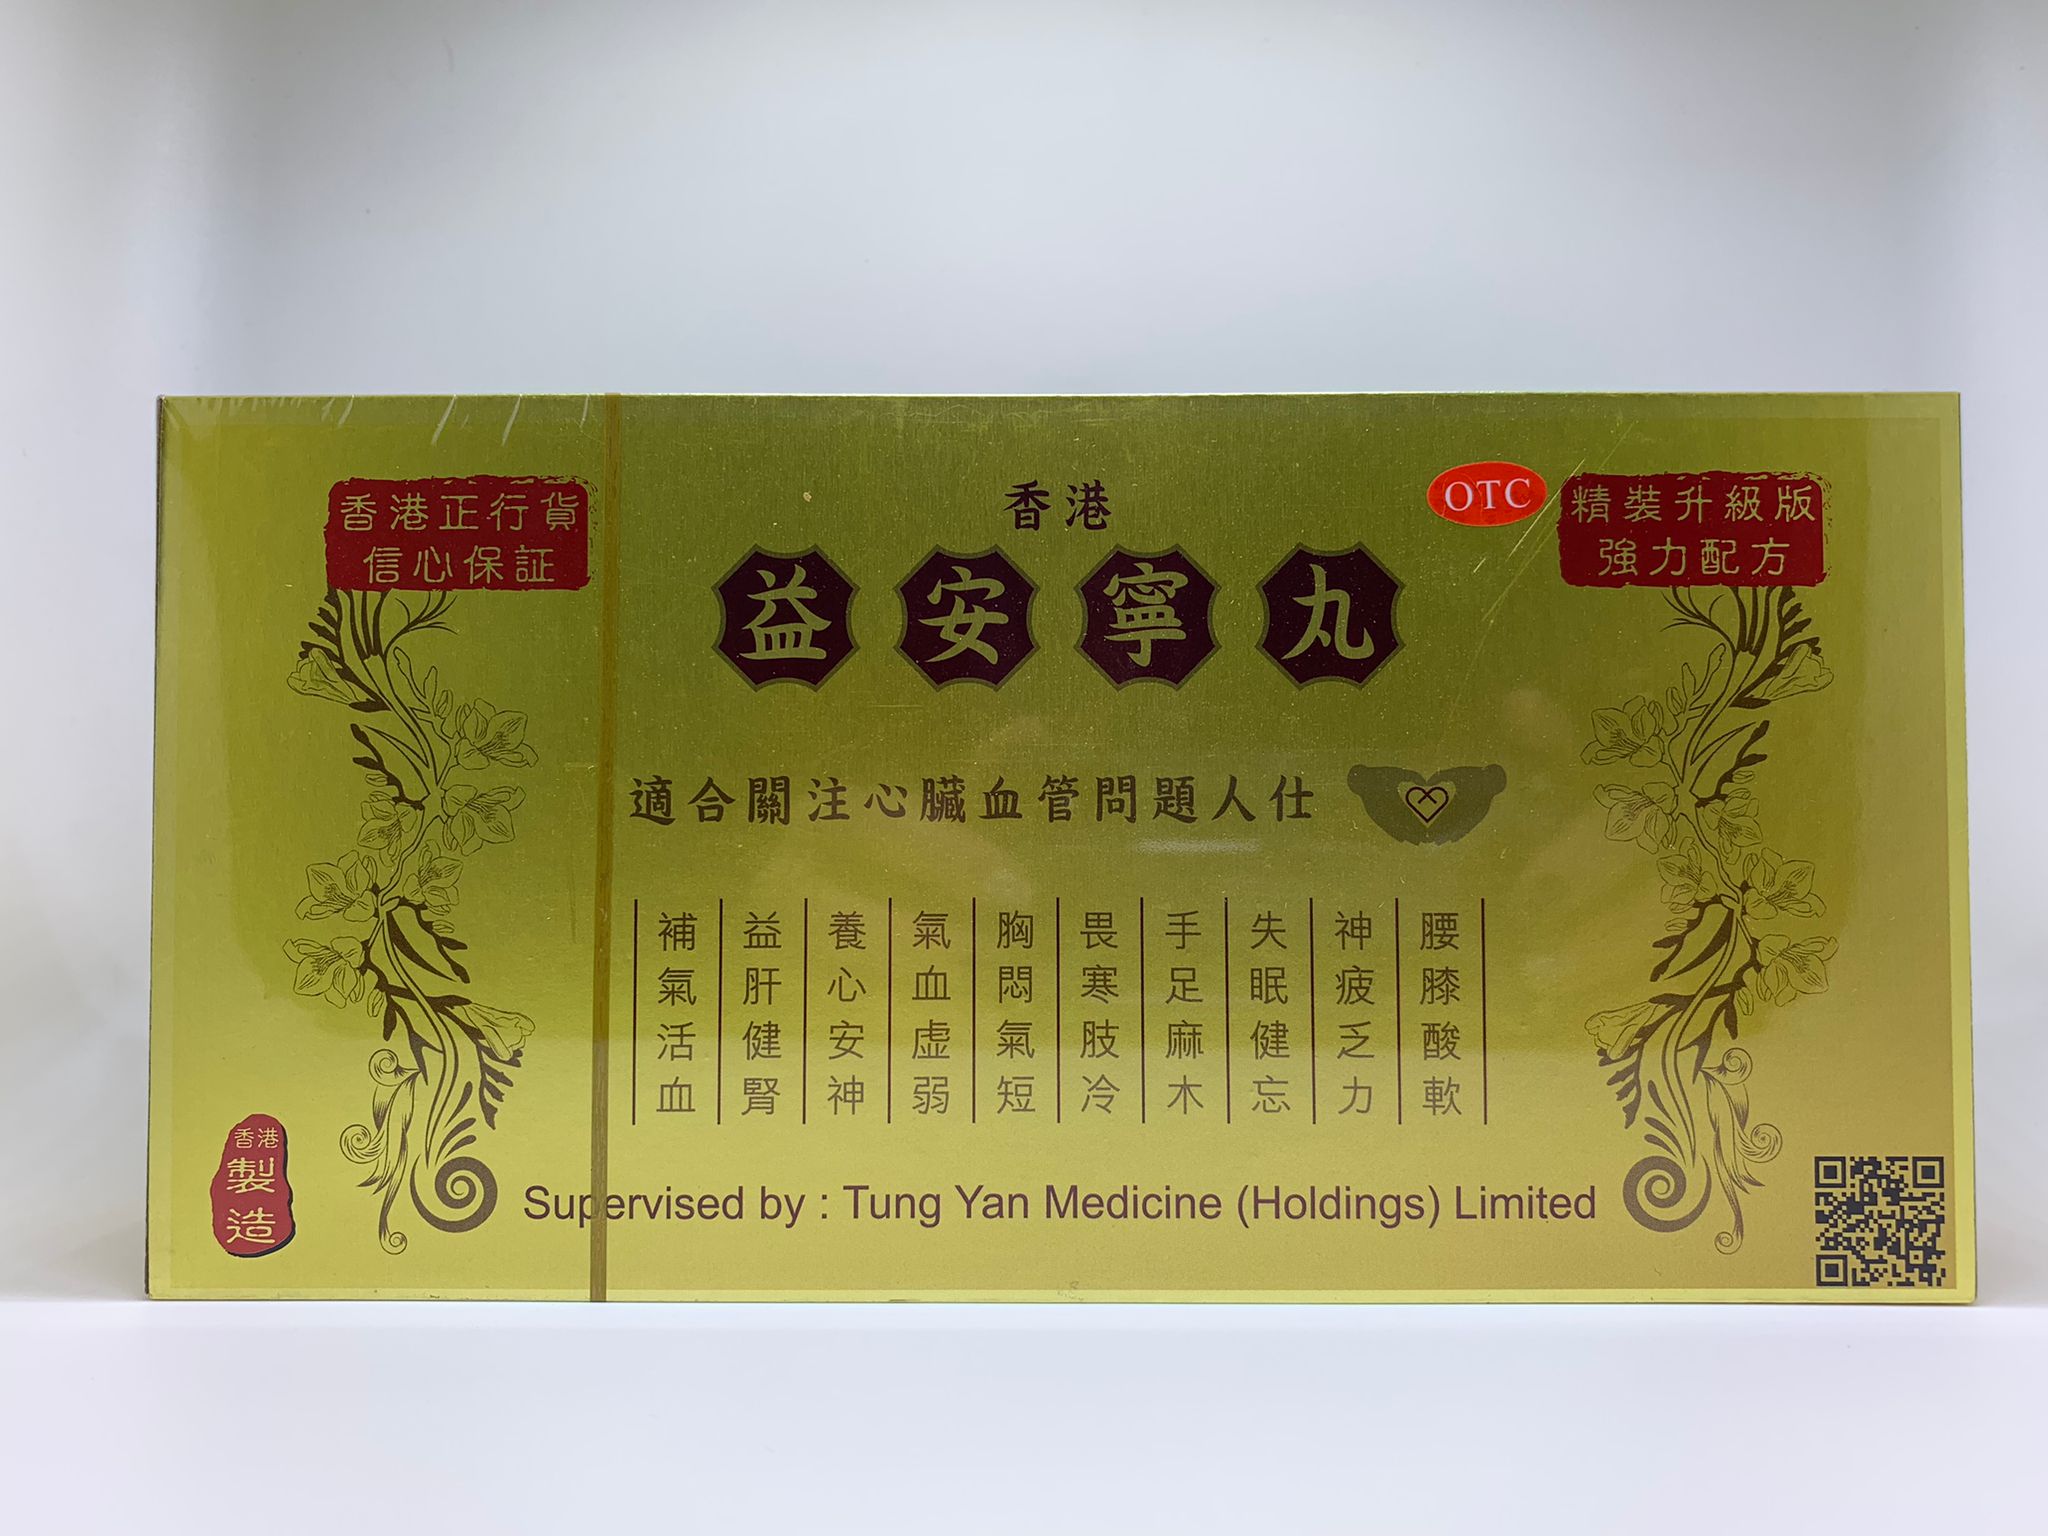 香港正行貨
信心保証
香港
OTC
精裝升級版
強力配方
益安寧丸
適合關注心臟血管問題人仕
補氣活血
益肝健腎
養心安神
氣血虛弱
胸悶氣短
畏寒肢冷
手足麻木
失眠健忘
神疲乏力
腰膝酸軟
香港
製造
Supervised by : Tung Yan Medicine (Holdings) Limited